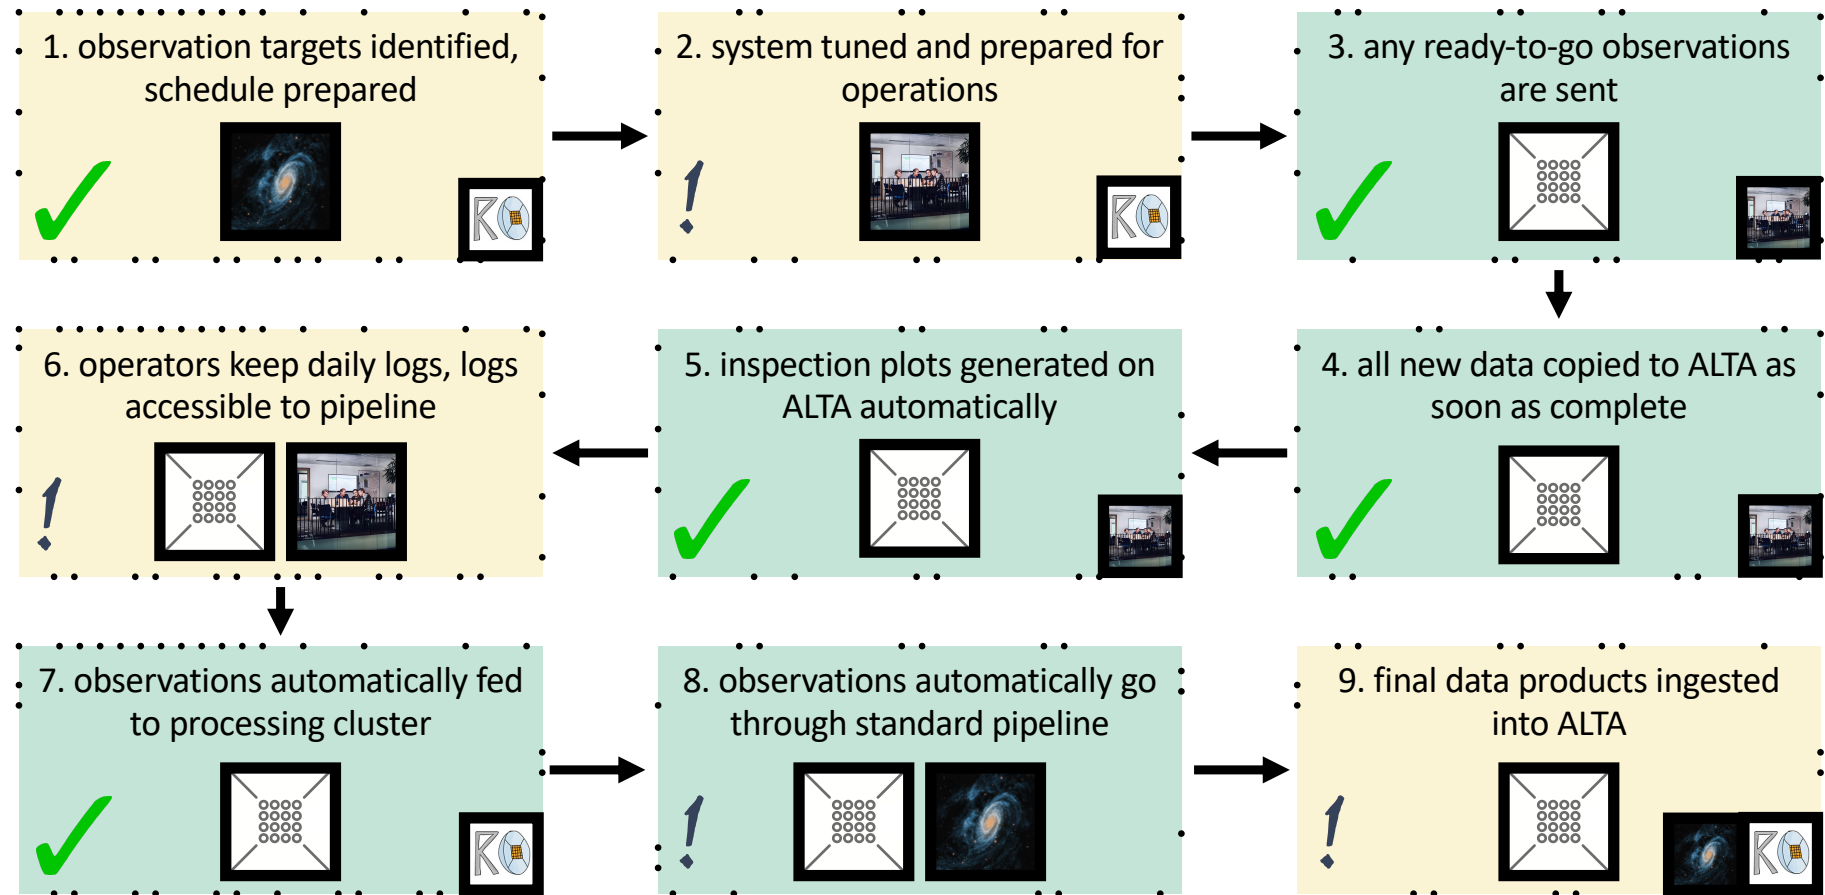 1. observation targets identified,
schedule prepared
2. system tuned and prepared for
operations
3. any ready-to-go observations
are sent
6. operators keep daily logs, logs
accessible to pipeline
5. inspection plots generated on
ALTA automatically
4. all new data copied to ALTA as
soon as complete
7. observations automatically fed
to processing cluster
8. observations automatically go
through standard pipeline
9. final data products ingested
into ALTA